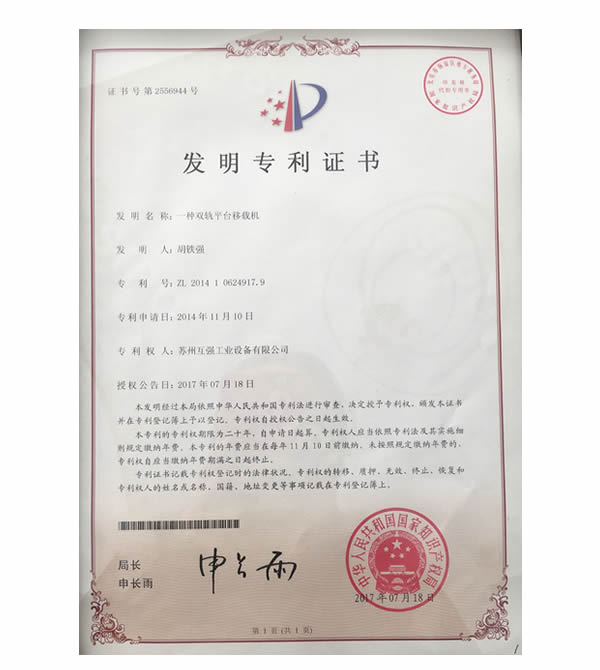 证书号第2556944号
发明专利证书
发明名称:一种双轨平台移载机
发明人:胡铁强
专利号:ZL 2014 1 0624917.9
专利申请日:2014年11月10日
专利权人:苏州互强工业设备有限公司
授权公告日:2017年07月18日
本发明经过本局依照中华人民共和国专利法进行审查,决定授予专利权,颁发本证书
并在专利登记簿上予以登记。专利权自授权公告之日起生效。
本专利的专利权期限为二十年,自申请日起算。专利权人应当依照专利法及其实施细
则规定缴纳年费。本专利的年费应当在每年11月10日前缴纳。未按照规定缴纳年费的,
专利权自应当缴纳年费期满之日起终止。
专利证书记载专利权登记时的法律状况。专利权的转移、质押、无效、终止、恢复和
专利权人的姓名或名称、国籍、地址变更等事项记载在专利登记簿上。
局长
申长雨
申长雨
中华人民共和国国家知识产权局
2017年07月18日
第1页(共1页)